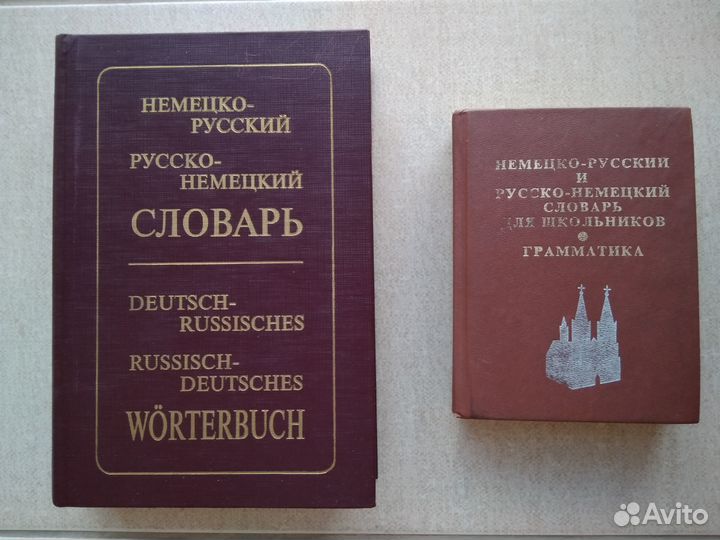 НЕМЕЦКО-
РУССКИЙ
РУССКО-
НЕМЕЦКИЙ
СЛОВАРЬ
DEUTSCH-
RUSSISCHES
RUSSISCH-
DEUTSCHES
WÖRTERBUCH
НЕМЕЦКО-РУССКИЙ
И
РУССКО-НЕМЕЦКИЙ
СЛОВАРЬ
ДЛЯ ШКОЛЬНИКОВ
ГРАММАТИКА
Avito